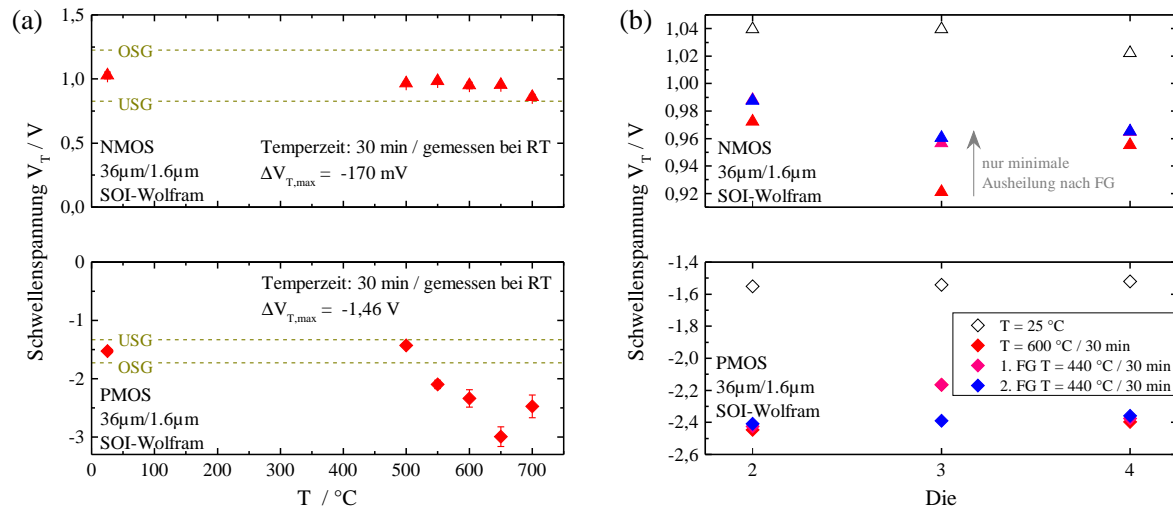 (a)
Schwellenspannung V_T / V
1,5
1,0
0,5
0,0
OSG
USG
NMOS
36µm/1.6µm
SOI-Wolfram
Temperzeit: 30 min / gemessen bei RT
ΔV_T,max = -170 mV
0
-1
-2
-3
Temperzeit: 30 min / gemessen bei RT
ΔV_T,max = -1,46 V
USG
OSG
PMOS
36µm/1.6µm
SOI-Wolfram
0 100 200 300 400 500 600 700
T / °C
(b)
Schwellenspannung V_T / V
1,04
1,02
1,00
0,98
0,96
0,94
0,92
NMOS
36µm/1.6µm
SOI-Wolfram
nur minimale
Ausheilung nach FG
-1,4
-1,6
-1,8
-2,0
-2,2
-2,4
-2,6
T = 25 °C
T = 600 °C / 30 min
1. FG T = 440 °C / 30 min
2. FG T = 440 °C / 30 min
PMOS
36µm/1.6µm
SOI-Wolfram
2 3 4
Die